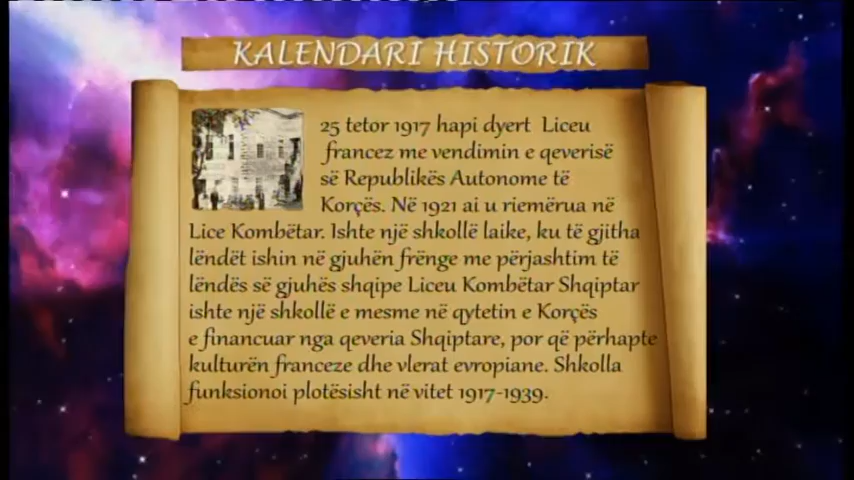 KALENDARI HISTORIK
25 tetor 1917 hapi dyert Liceu
francez me vendimin e qeverisë
së Republikës Autonome të
Korçës. Në 1921 ai u riemërua në
Lice Kombëtar. Ishte një shkollë laike, ku të gjitha
lëndët ishin në gjuhën frënge me përjashtim të
lëndës së gjuhës shqipe Liceu Kombëtar Shqiptar
ishte një shkollë e mesme në qytetin e Korçës
e financuar nga qeveria Shqiptare, por që përhapte
kulturën franceze dhe vlerat evropiane. Shkolla
funksionoi plotësisht në vitet 1917-1939.